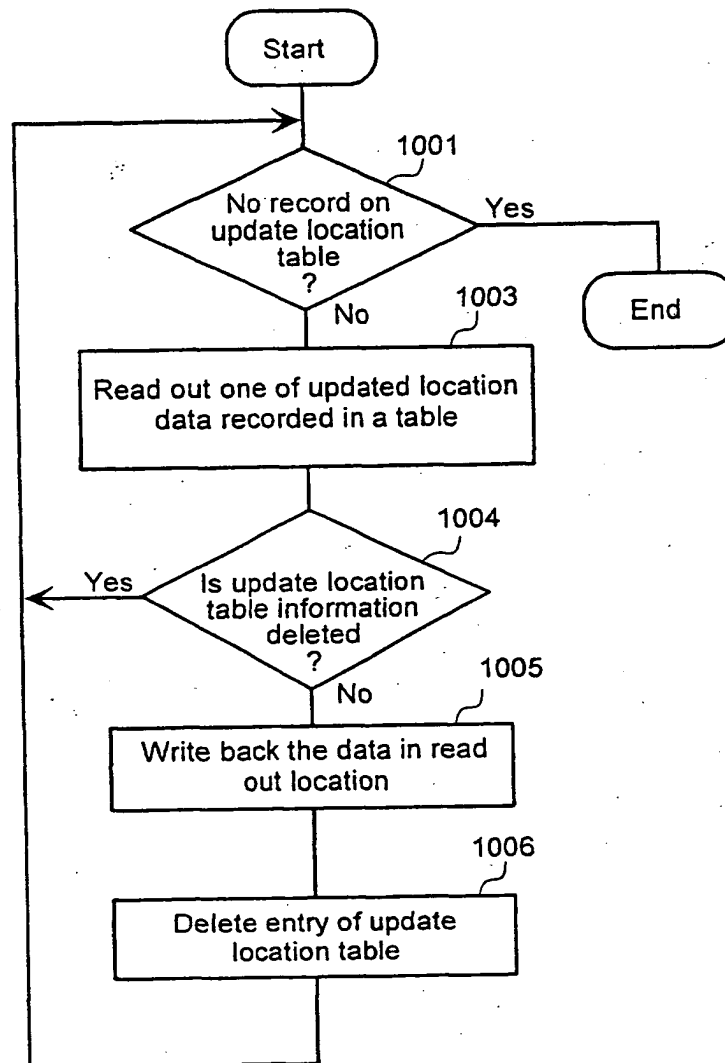 Start
1001
No record on
update location
table
?
Yes
End
No
1003
Read out one of updated location
data recorded in a table
1004
Yes
Is update location
table information
deleted
?
No
1005
Write back the data in read
out location
1006
Delete entry of update
location table